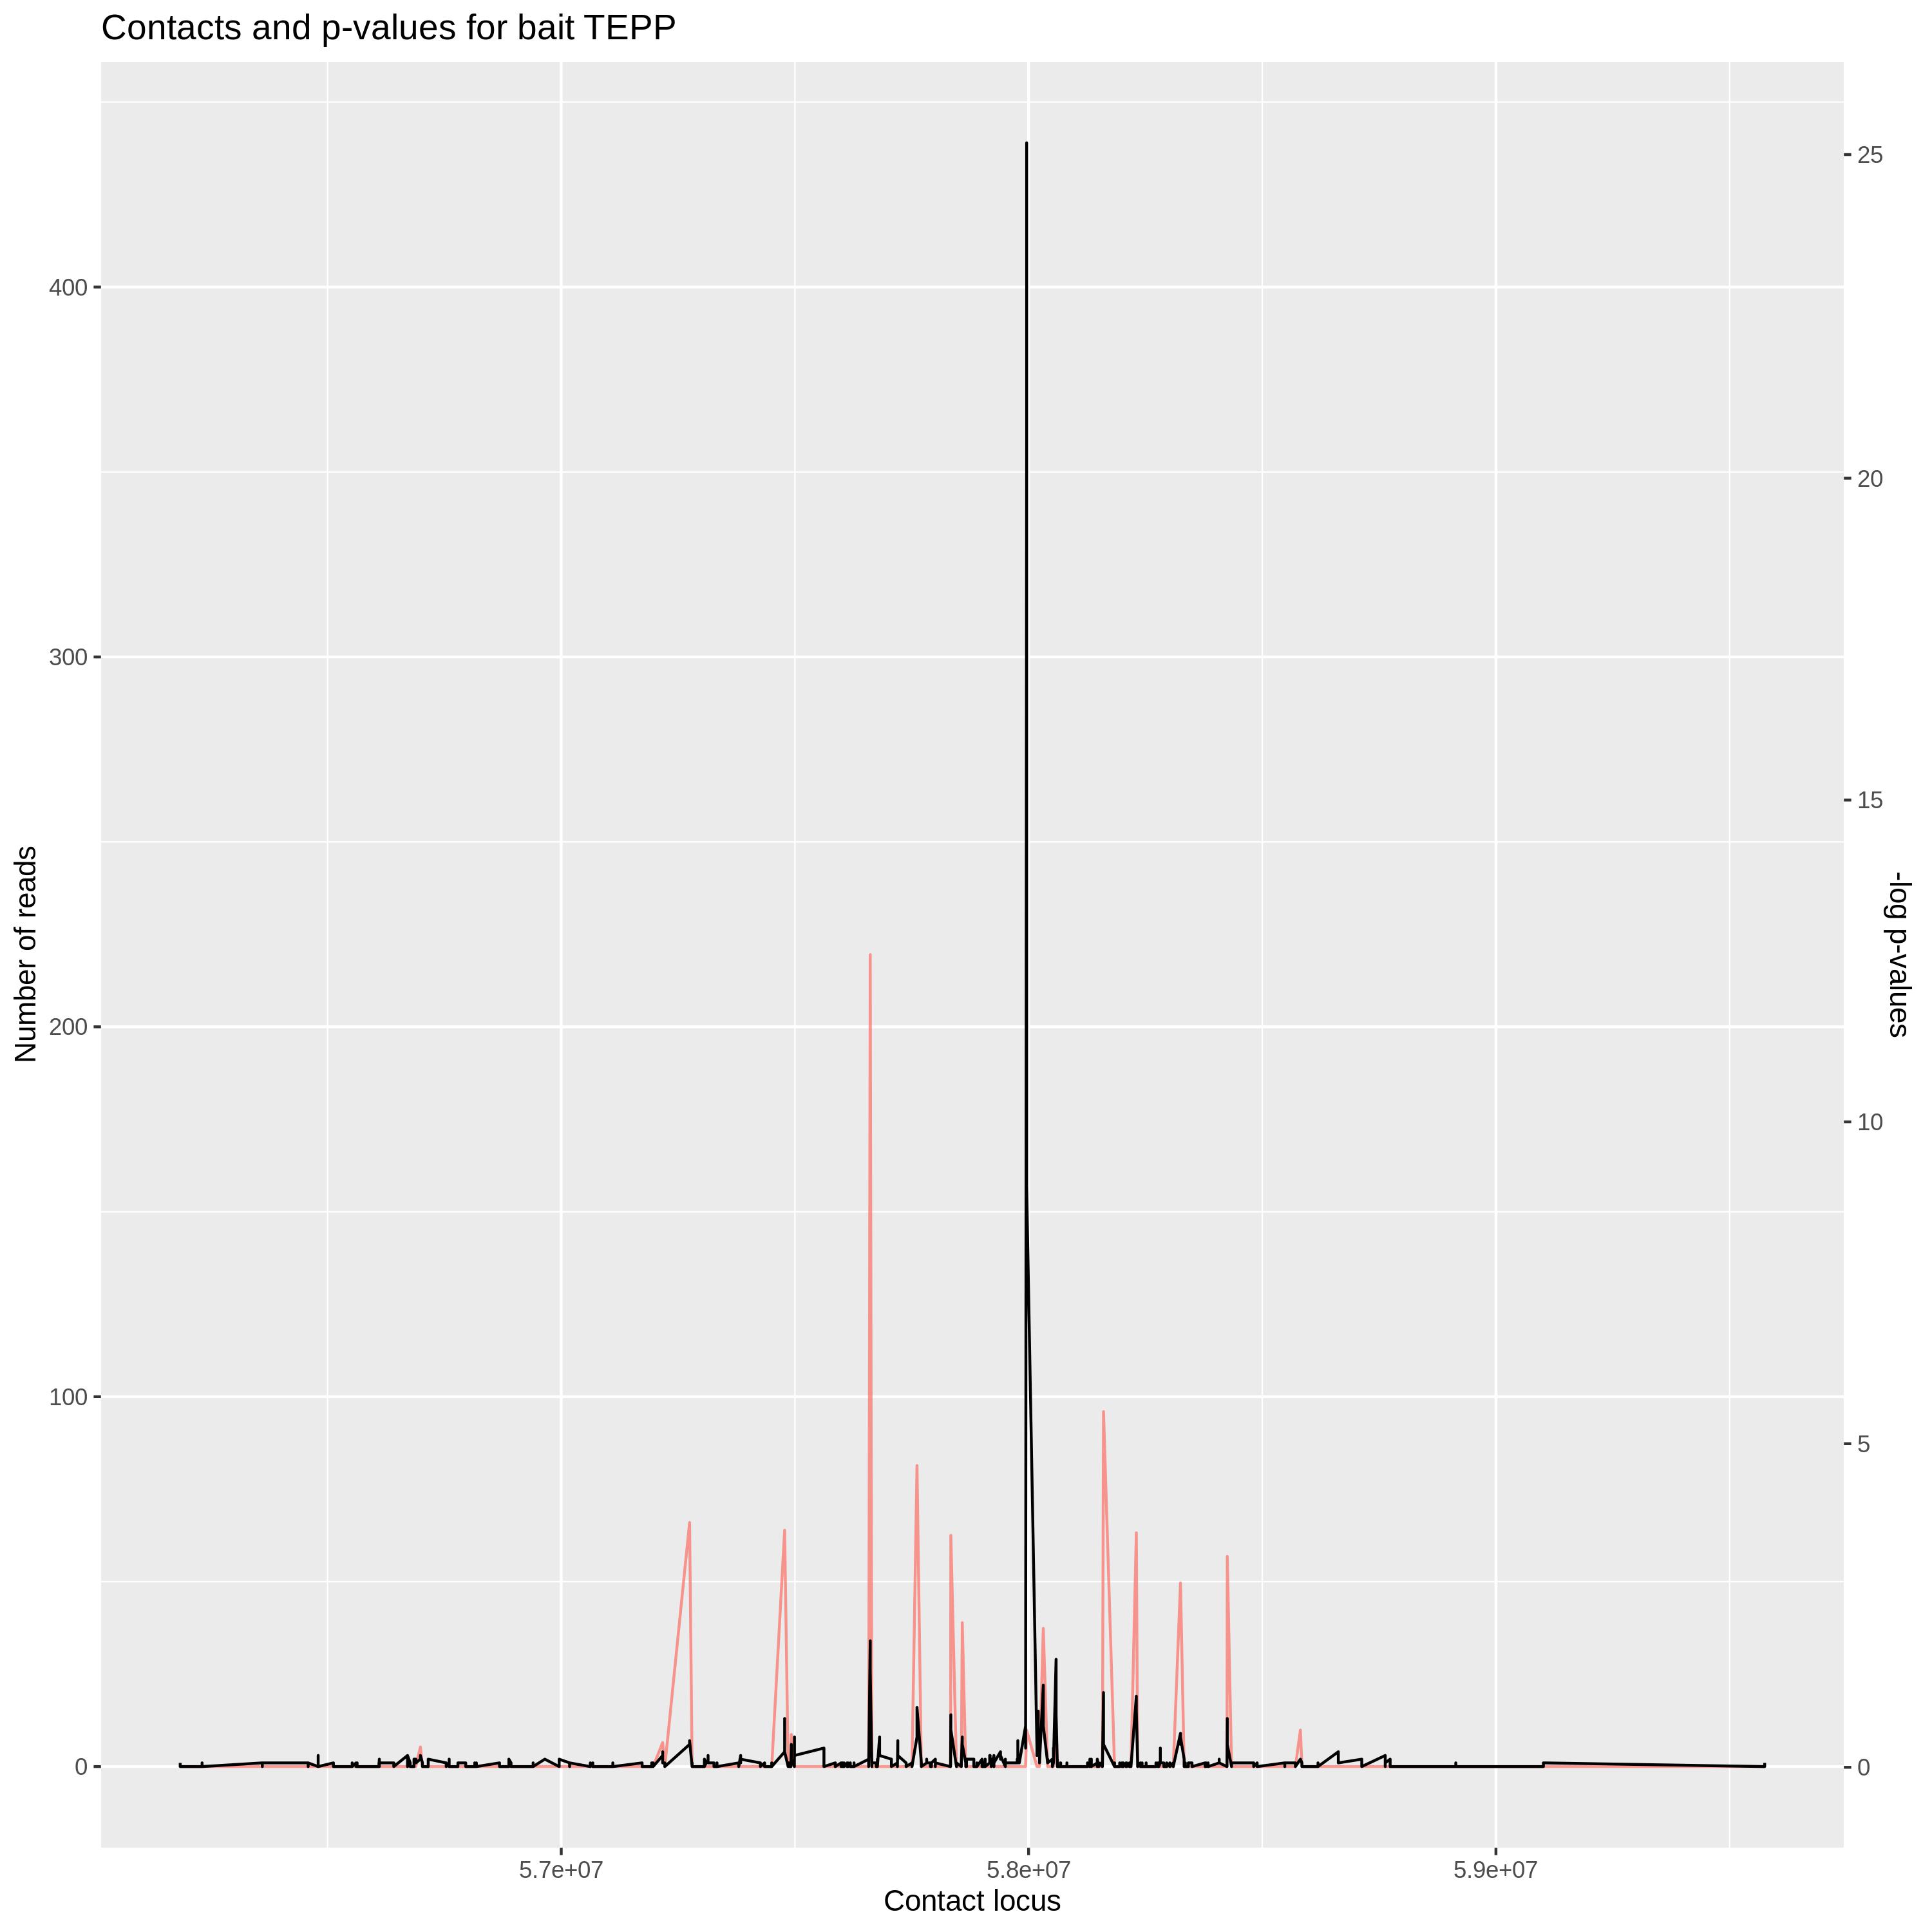 Contacts and p-values for bait TEPP
400
300
200
100
0
Number of reads
25
20
15
10
5
0
-log p-values
5.7e+07 5.8e+07 5.9e+07
Contact locus